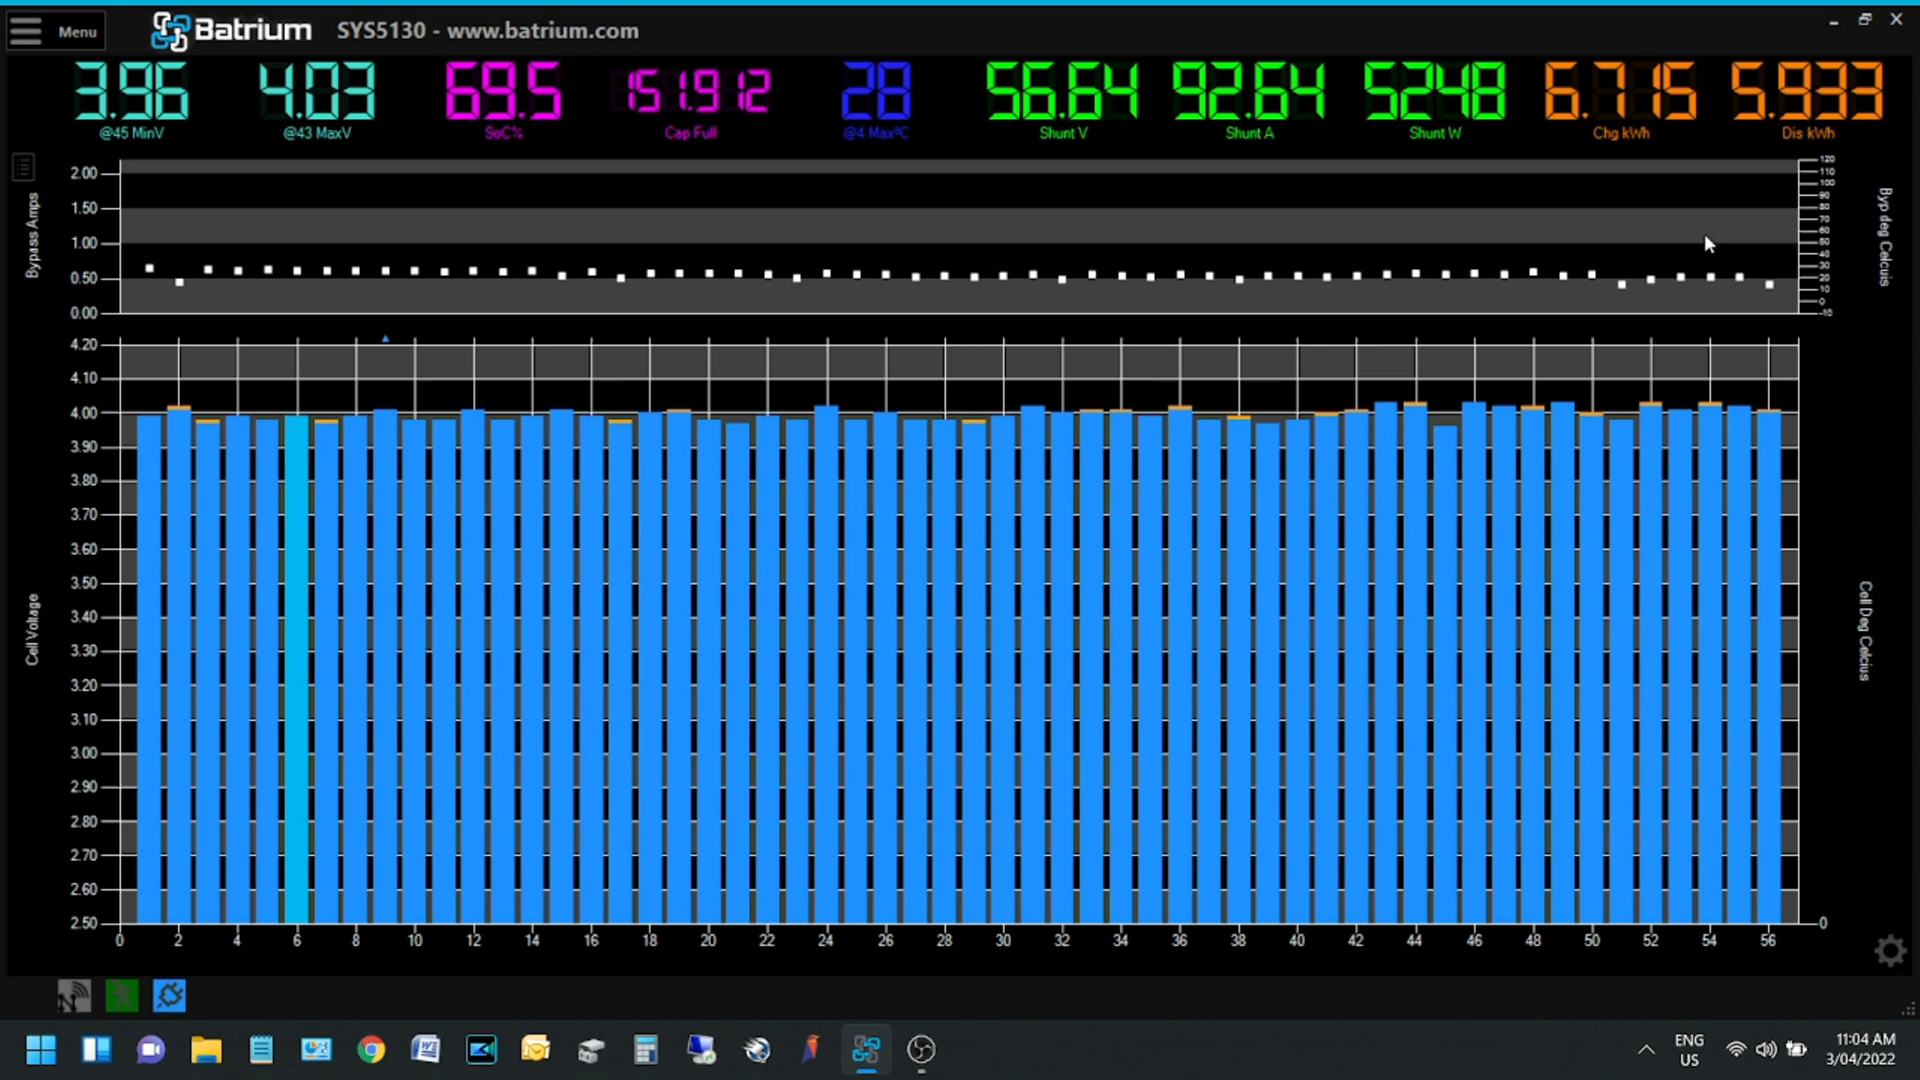 Menu
Batrium
SYS5130 - www.batrium.com
3.96
@45 MinV
4.03
@43 MaxV
69.5
SoC%
151.912
Cap Full
28
@4 MaxºC
56.64
Shunt V
92.64
Shunt A
5248
Shunt W
6.715
Chg kWh
5.933
Dis kWh
Bypass Amps
2.00
1.50
1.00
0.50
0.00
120
110
100
90
80
70
60
50
40
30
20
10
0
-10
Byp deg Celcuis
Cell Voltage
4.20
4.10
4.00
3.90
3.80
3.70
3.60
3.50
3.40
3.30
3.20
3.10
3.00
2.90
2.80
2.70
2.60
2.50
0
Cell Deg Celcius
0 2 4 6 8 10 12 14 16 18 20 22 24 26 28 30 32 34 36 38 40 42 44 46 48 50 52 54 56
N
ENG
US
11:04 AM
3/04/2022